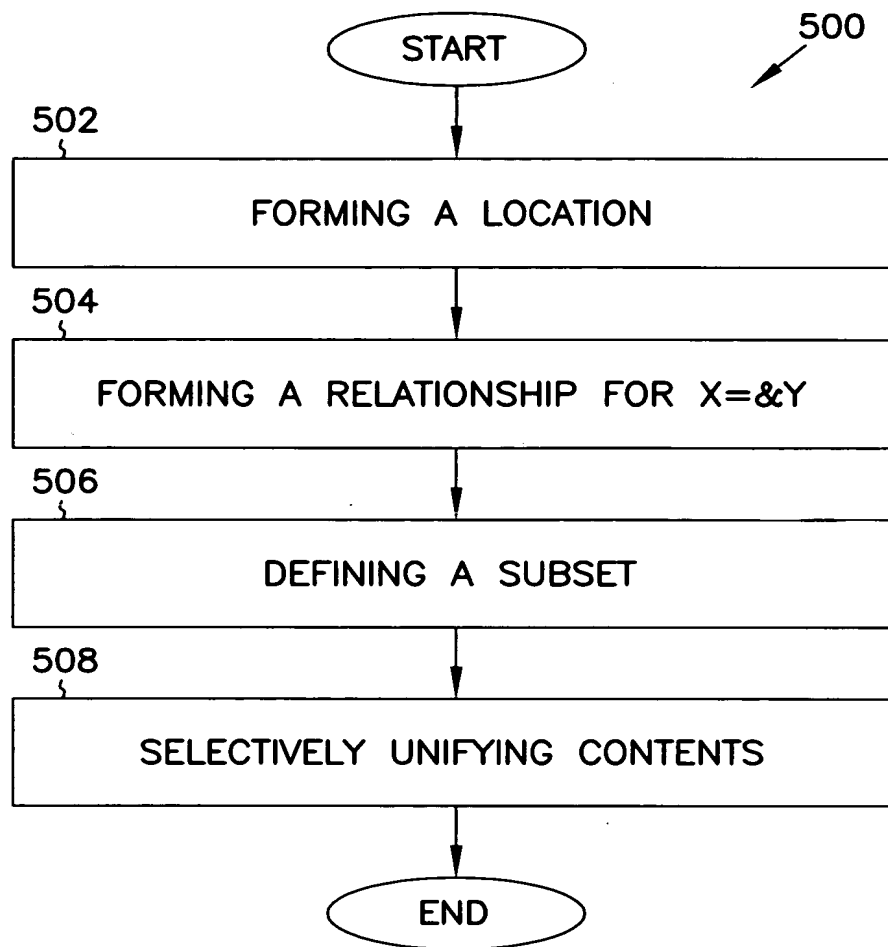 START
500
502
FORMING A LOCATION
504
FORMING A RELATIONSHIP FOR X=&Y
506
DEFINING A SUBSET
508
SELECTIVELY UNIFYING CONTENTS
END